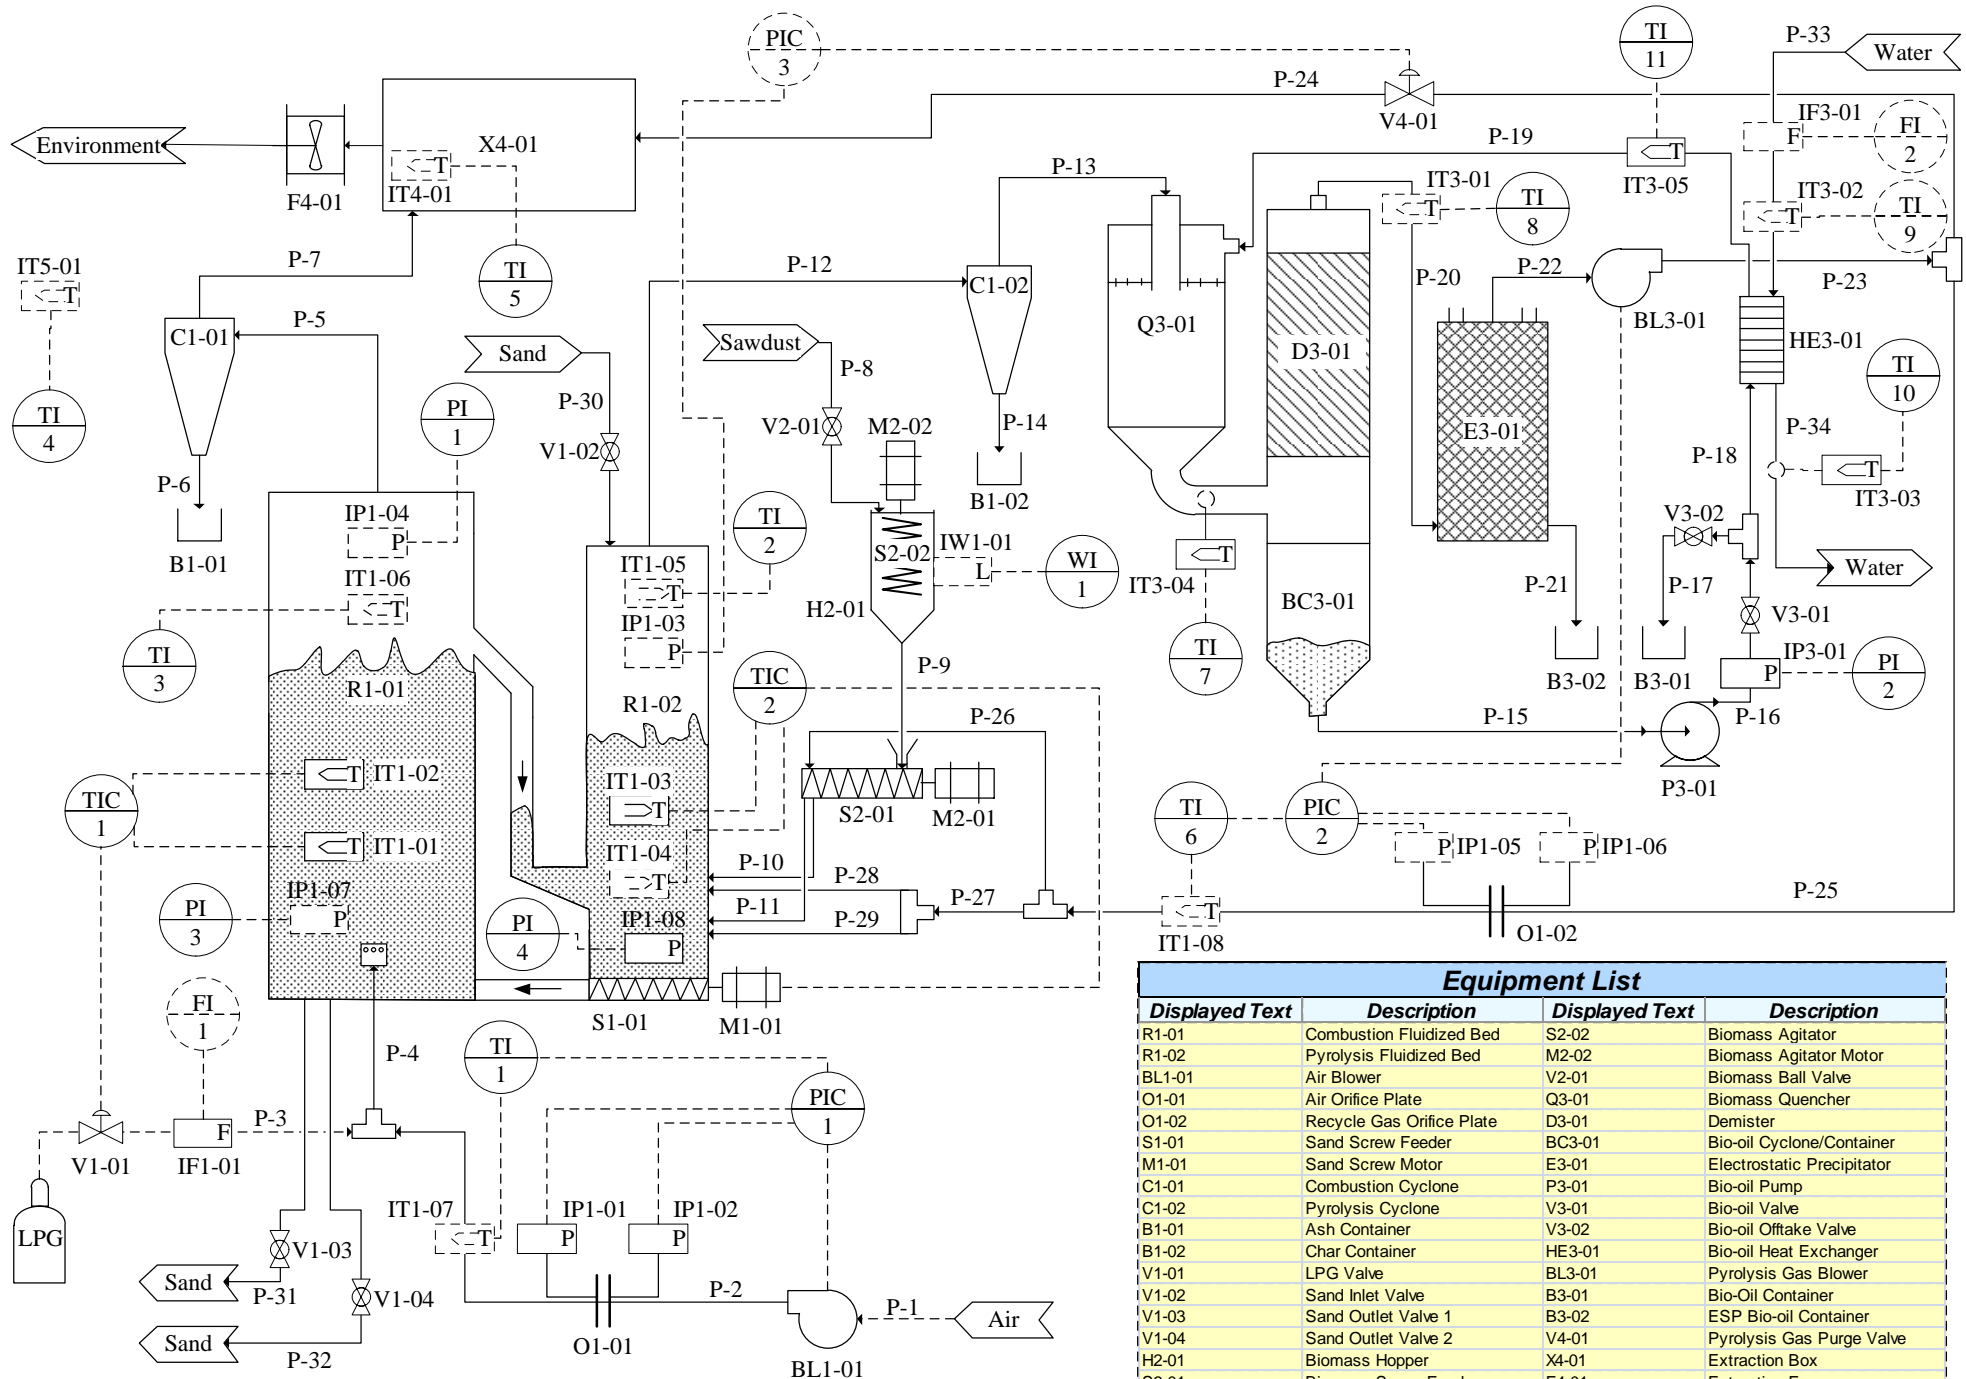 PIC
3
TI
11
P-33
Water
P-24
V4-01
P-19
IT3-05
IF3-01
F
FI
2
Environment
F4-01
X4-01
T
IT4-01
P-13
IT3-01
T
TI
8
IT3-02
T
TI
9
IT5-01
T
P-7
TI
5
P-12
C1-02
Q3-01
D3-01
P-20
P-22
BL3-01
P-23
T
C1-01
P-5
Sand
Sawdust
P-8
HE3-01
TI
4
PI
1
P-30
V1-02
V2-01
M2-02
P-14
B1-02
E3-01
P-18
P-34
TI
10
T
IT3-03
P-6
B1-01
IP1-04
P
IT1-06
T
TI
3
TI
2
IT1-05
T
IP1-03
P
S2-02
IW1-01
L
WI
1
H2-01
IT3-04
T
TI
7
BC3-01
P-21
B3-02
V3-02
P-17
B3-01
Water
V3-01
IP3-01
P
PI
2
R1-01
R1-02
TIC
2
P-9
P-26
P-15
P-16
P3-01
TIC
1
T
IT1-02
T
IT1-01
IT1-03
T
IT1-04
T
S2-01
M2-01
TI
6
PIC
2
P
IP1-05
P
IP1-06
P-10
P-28
P-27
P-11
P-29
P-25
T
IT1-08
O1-02
IP1-07
P
PI
3
PI
4
IP1-08
P
S1-01
M1-01
FI
1
P-4
TI
1
PIC
1
P-3
F
V1-01
IF1-01
LPG
IT1-07
T
IP1-01
P
IP1-02
P
V1-03
Sand
P-31
V1-04
Sand
P-32
P-2
O1-01
P-1
Air
BL1-01
Equipment List
Displayed Text Description Displayed Text Description
R1-01 Combustion Fluidized Bed S2-02 Biomass Agitator
R1-02 Pyrolysis Fluidized Bed M2-02 Biomass Agitator Motor
BL1-01 Air Blower V2-01 Biomass Ball Valve
O1-01 Air Orifice Plate Q3-01 Biomass Quencher
O1-02 Recycle Gas Orifice Plate D3-01 Demister
S1-01 Sand Screw Feeder BC3-01 Bio-oil Cyclone/Container
M1-01 Sand Screw Motor E3-01 Electrostatic Precipitator
C1-01 Combustion Cyclone P3-01 Bio-oil Pump
C1-02 Pyrolysis Cyclone V3-01 Bio-oil Valve
B1-01 Ash Container V3-02 Bio-oil Offtake Valve
B1-02 Char Container HE3-01 Bio-oil Heat Exchanger
V1-01 LPG Valve BL3-01 Pyrolysis Gas Blower
V1-02 Sand Inlet Valve B3-01 Bio-Oil Container
V1-03 Sand Outlet Valve 1 B3-02 ESP Bio-oil Container
V1-04 Sand Outlet Valve 2 V4-01 Pyrolysis Gas Purge Valve
H2-01 Biomass Hopper X4-01 Extraction Box